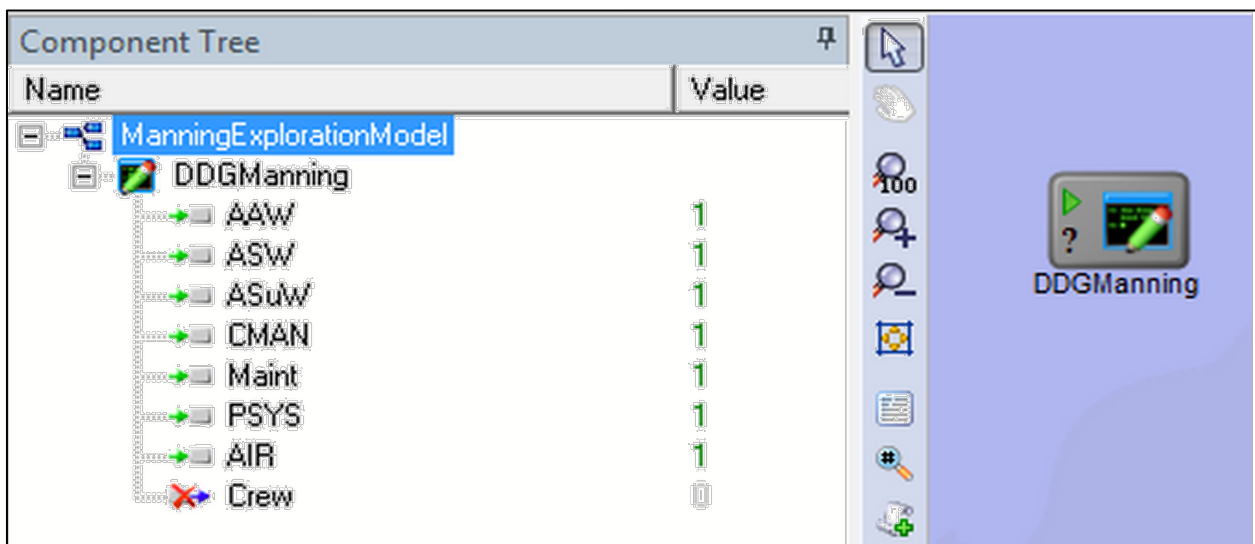 Component Tree
Name Value
ManningExplorationModel
DDGManning
AAW 1
ASW 1
ASuW 1
CMAN 1
Maint 1
PSYS 1
AIR 1
Crew 0
100
?
DDGManning
#